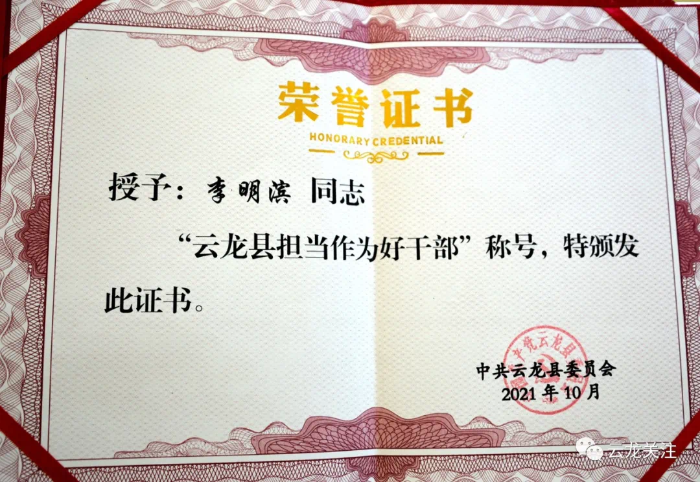 荣誉证书
HONORARY CREDENTIAL
授予：李明滨 同志
“云龙县担当作为好干部”称号，特颁发
此证书。
中共云龙县委员会
2021年10月
云龙关注